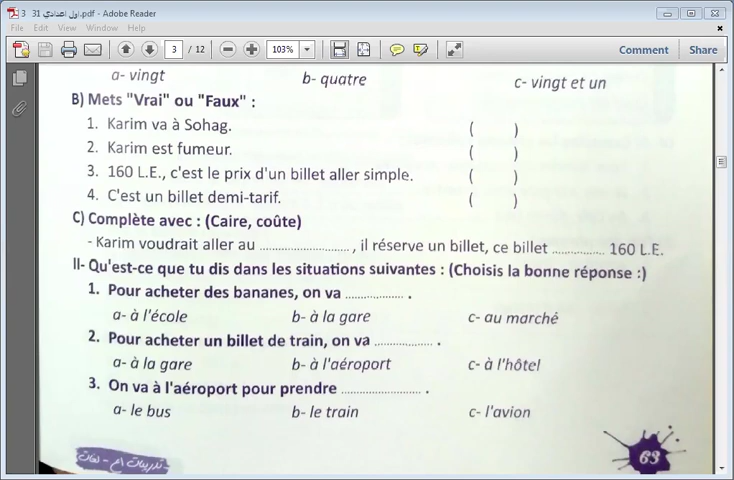 31 اول اعدادي.pdf - Adobe Reader
File Edit View Window Help
3 / 12 103% Comment Share
a- vingt b- quatre c- vingt et un
B) Mets "Vrai" ou "Faux" :
1. Karim va à Sohag. ( )
2. Karim est fumeur. ( )
3. 160 L.E., c'est le prix d'un billet aller simple. ( )
4. C'est un billet demi-tarif. ( )
C) Complète avec : (Caire, coûte)
- Karim voudrait aller au .............................. , il réserve un billet, ce billet .................. 160 L.E.
II- Qu'est-ce que tu dis dans les situations suivantes : (Choisis la bonne réponse :)
1. Pour acheter des bananes, on va .................... .
a- à l'école b- à la gare c- au marché
2. Pour acheter un billet de train, on va .................... .
a- à la gare b- à l'aéroport c- à l'hôtel
3. On va à l'aéroport pour prendre ........................... .
a- le bus b- le train c- l'avion
63